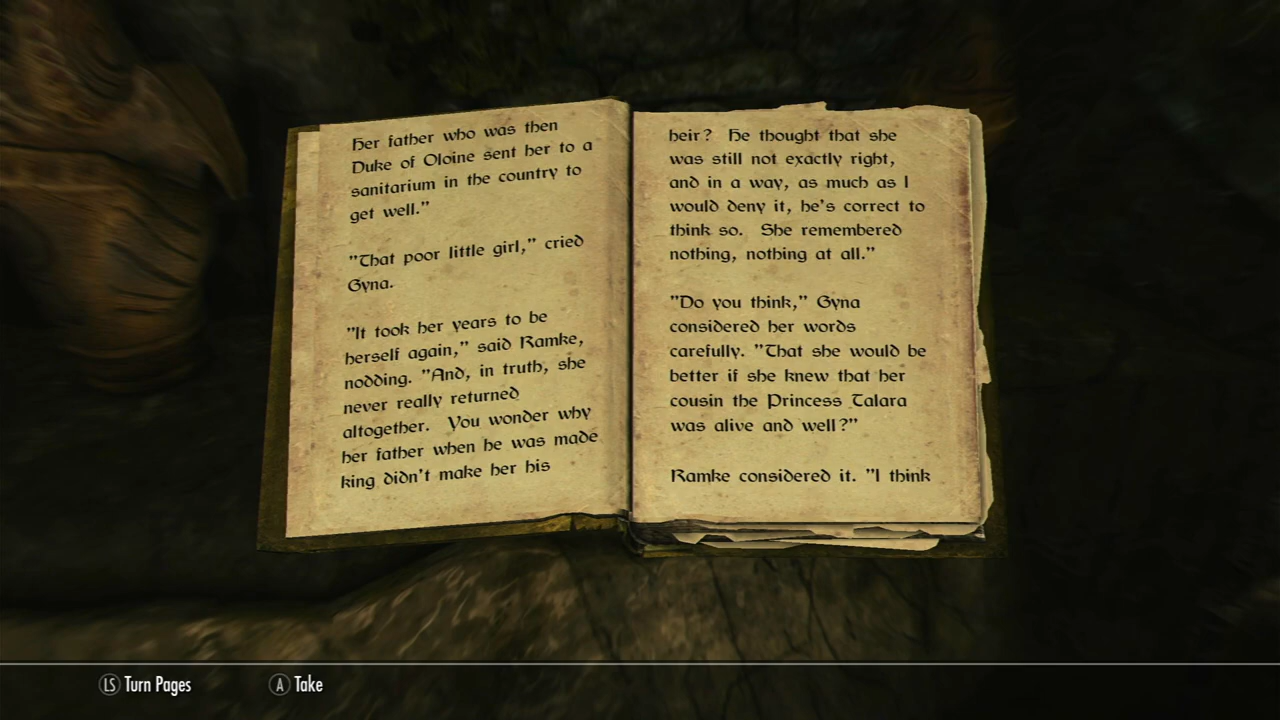 Her father who was then
Duke of Oloine sent her to a
sanitarium in the country to
get well."
"That poor little girl," cried
Gyna.
"It took her years to be
herself again," said Ramke,
nodding. "And, in truth, she
never really returned
altogether. You wonder why
her father when he was made
king didn't make her his
heir? He thought that she
was still not exactly right,
and in a way, as much as I
would deny it, he's correct to
think so. She remembered
nothing, nothing at all."
"Do you think," Gyna
considered her words
carefully. "That she would be
better if she knew that her
cousin the Princess Talara
was alive and well?"
Ramke considered it. "I think
LS Turn Pages
A Take